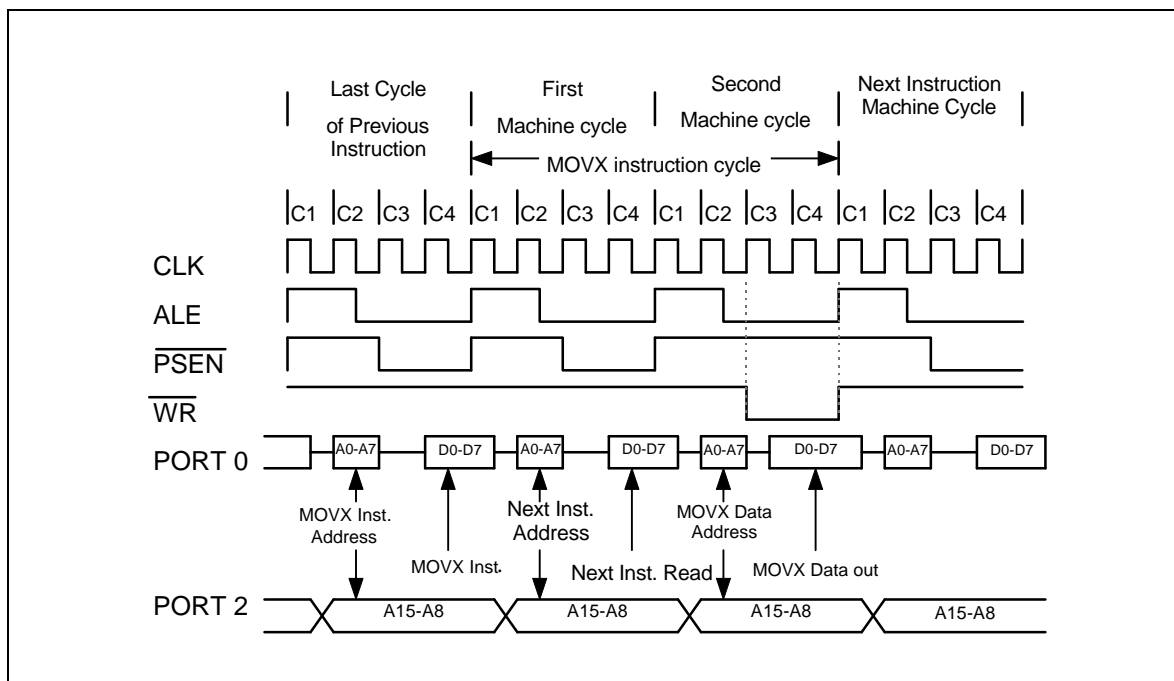 Last Cycle
of Previous
Instruction
First
Machine cycle
Second
Machine cycle
Next Instruction
Machine Cycle
MOVX instruction cycle
C1 C2 C3 C4 C1 C2 C3 C4 C1 C2 C3 C4 C1 C2 C3 C4
CLK
ALE
PSEN
WR
PORT 0
A0-A7 D0-D7 A0-A7 D0-D7 A0-A7 D0-D7 A0-A7 D0-D7
MOVX Inst.
Address
MOVX Inst.
Next Inst.
Address
Next Inst. Read
MOVX Data
Address
MOVX Data out
PORT 2
A15-A8 A15-A8 A15-A8 A15-A8